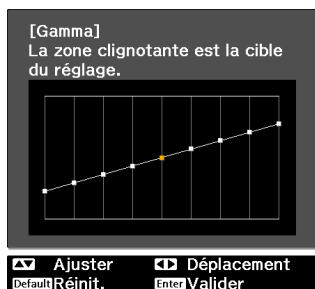 [Gamma]
La zone clignotante est la cible
du réglage.
Ajuster Déplacement
Default Réinit. Enter Valider